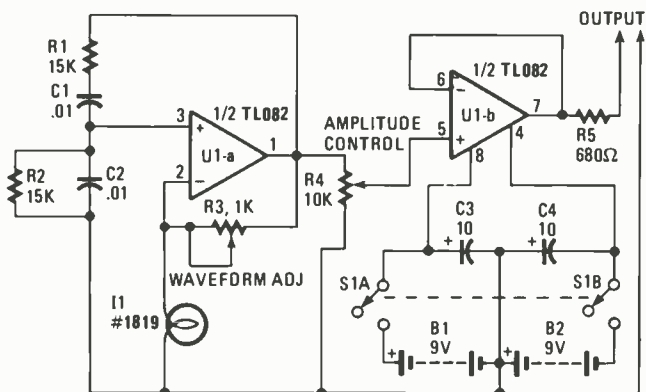 OUTPUT
R1
15K
C1
.01
R2
15K
C2
.01
3
+
1/2 TL082
U1-a
1
2
−
R3, 1K
WAVEFORM ADJ
I1
#1819
AMPLITUDE
CONTROL
R4
10K
6
−
1/2 TL082
U1-b
7
5
+
8
4
R5
680Ω
C3
10
+
C4
10
+
S1A
S1B
B1
9V
+
B2
9V
+